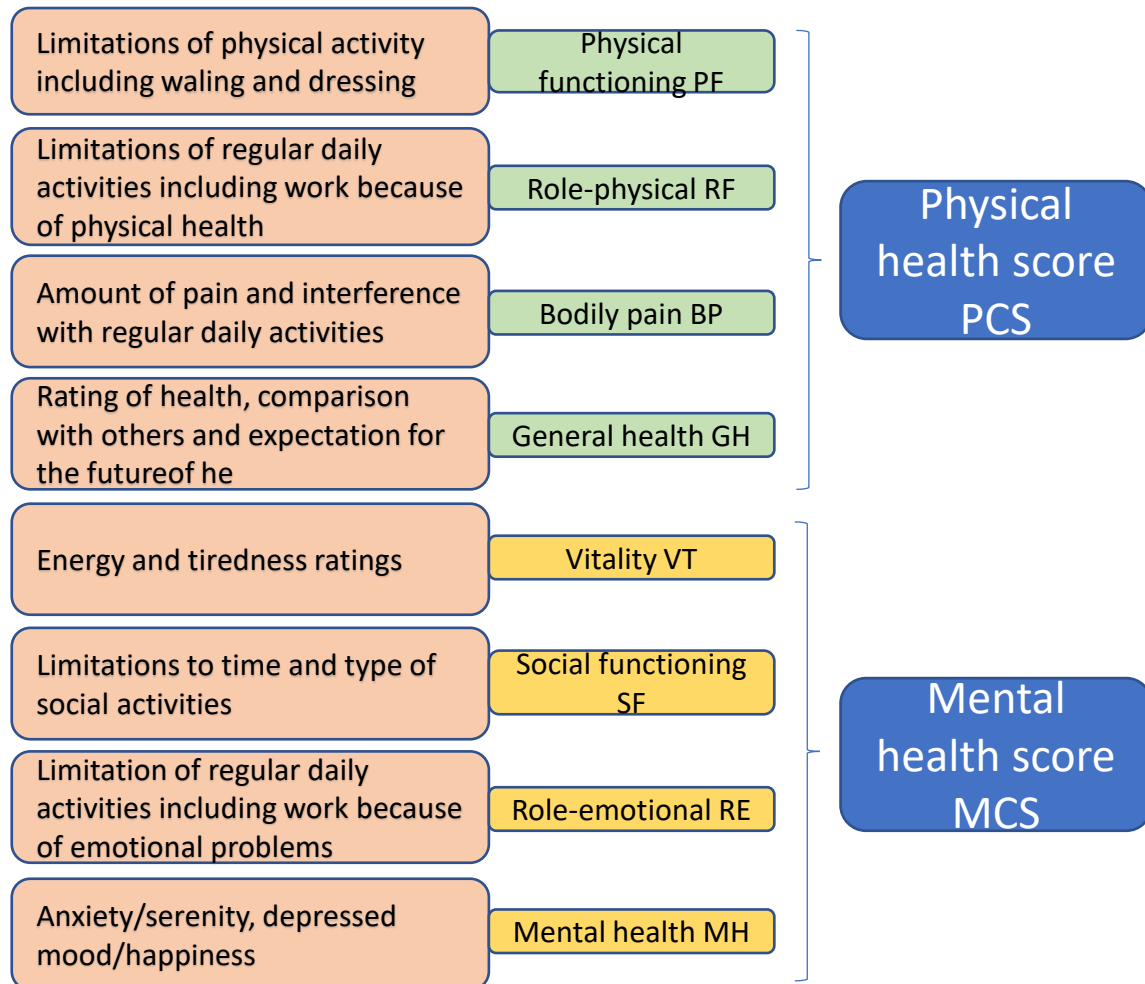 Limitations of physical activity
including waling and dressing
Physical
functioning PF
Limitations of regular daily
activities including work because
of physical health
Role-physical RF
Physical
health score
PCS
Amount of pain and interference
with regular daily activities
Bodily pain BP
Rating of health, comparison
with others and expectation for
the futureof he
General health GH
Energy and tiredness ratings
Vitality VT
Limitations to time and type of
social activities
Social functioning
SF
Mental
health score
MCS
Limitation of regular daily
activities including work because
of emotional problems
Role-emotional RE
Anxiety/serenity, depressed
mood/happiness
Mental health MH